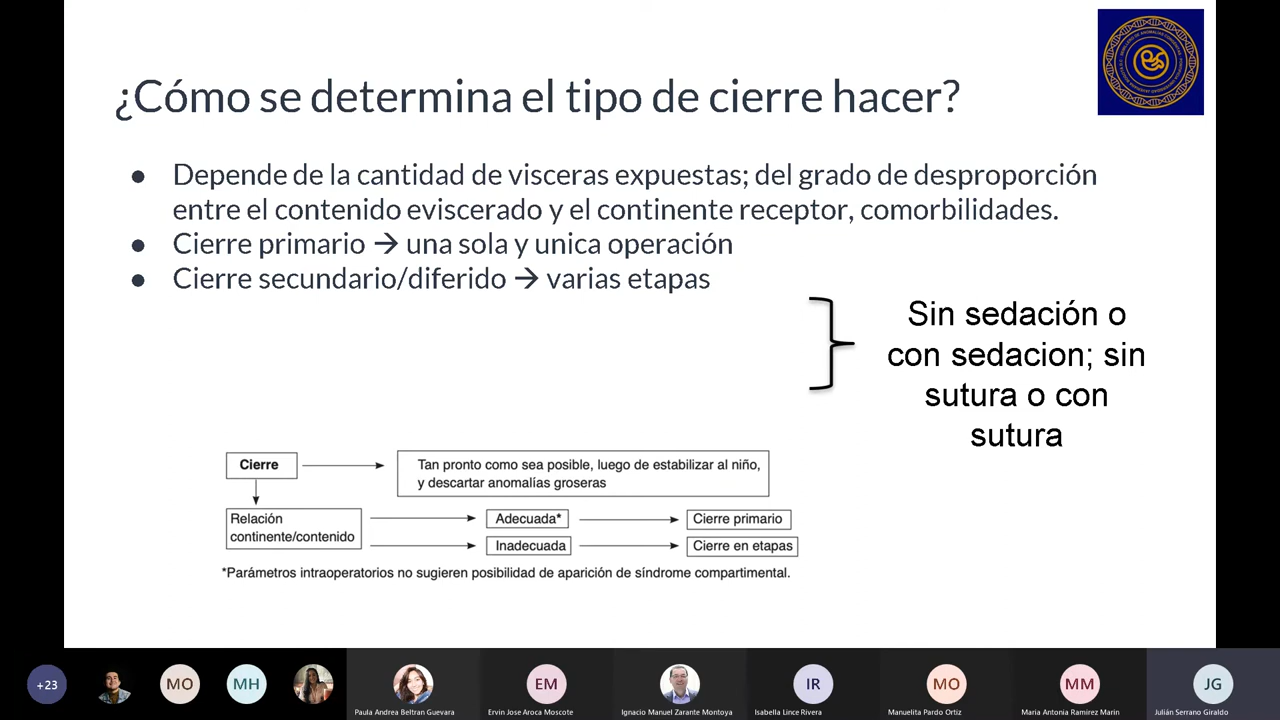 ¿Cómo se determina el tipo de cierre hacer?
● Depende de la cantidad de visceras expuestas; del grado de desproporción
entre el contenido eviscerado y el continente receptor, comorbilidades.
● Cierre primario → una sola y unica operación
● Cierre secundario/diferido → varias etapas
Sin sedación o
con sedacion; sin
sutura o con
sutura
Cierre
Tan pronto como sea posible, luego de estabilizar al niño,
y descartar anomalías groseras
Relación
continente/contenido
Adecuada*
Cierre primario
Inadecuada
Cierre en etapas
*Parámetros intraoperatorios no sugieren posibilidad de aparición de síndrome compartimental.
+23
MO
MH
Paula Andrea Beltran Guevara
EM
Ervin Jose Aroca Moscote
Ignacio Manuel Zarante Montoya
IR
Isabella Lince Rivera
MO
Manuelita Pardo Ortiz
MM
Maria Antonia Ramirez Marin
JG
Julián Serrano Giraldo